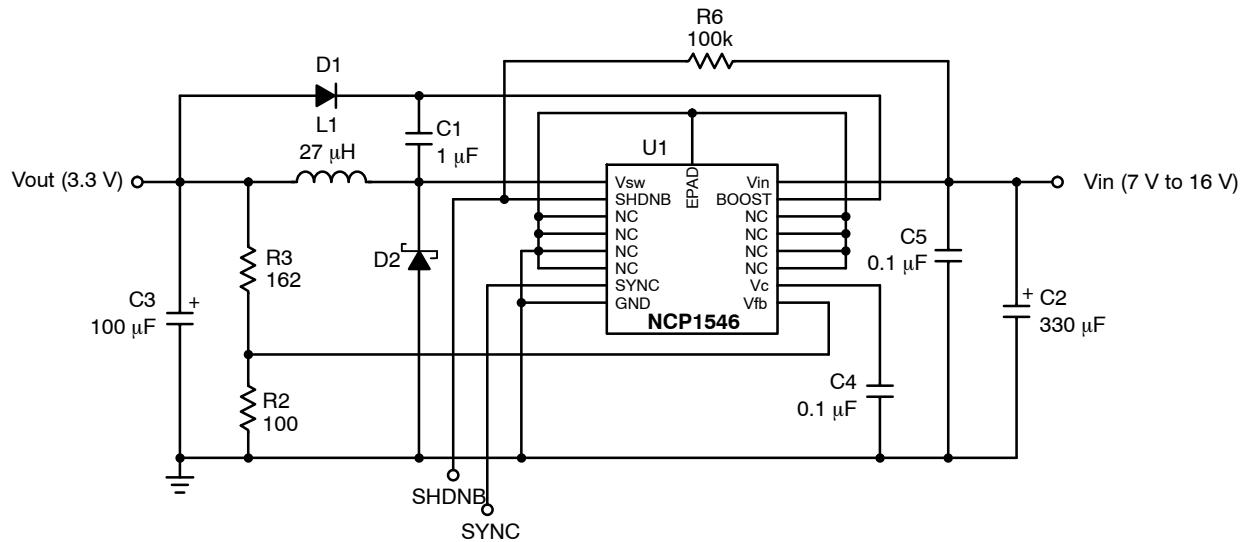 R6
100k
D1
L1
27 μH
C1
1 μF
U1
Vout (3.3 V)
Vin (7 V to 16 V)
EPAD
Vsw
SHDNB
NC
NC
NC
NC
SYNC
GND
Vin
BOOST
NC
NC
NC
NC
Vc
Vfb
NCP1546
R3
162
D2
C5
0.1 μF
C3
+
100 μF
+
C2
330 μF
R2
100
C4
0.1 μF
SHDNB
SYNC